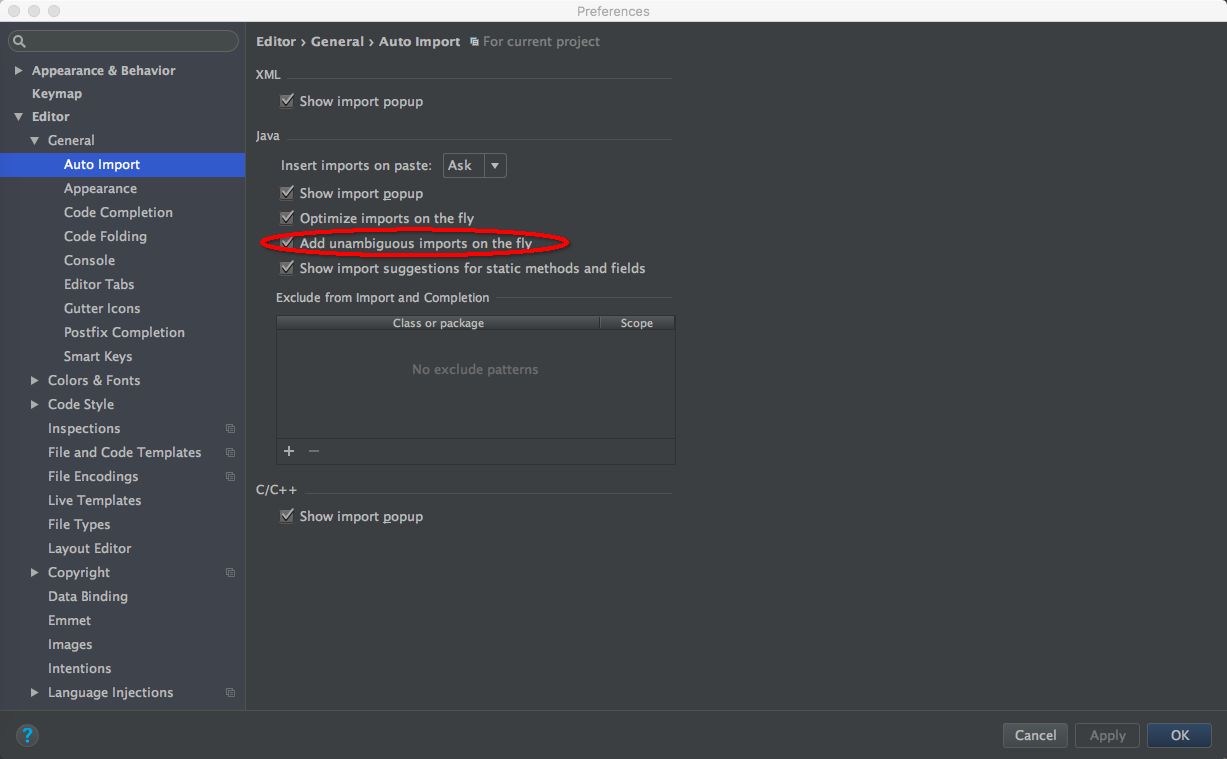 Preferences
Editor › General › Auto Import For current project
Appearance & Behavior
Keymap
Editor
General
Auto Import
Appearance
Code Completion
Code Folding
Console
Editor Tabs
Gutter Icons
Postfix Completion
Smart Keys
Colors & Fonts
Code Style
Inspections
File and Code Templates
File Encodings
Live Templates
File Types
Layout Editor
Copyright
Data Binding
Emmet
Images
Intentions
Language Injections
XML
Show import popup
Java
Insert imports on paste: Ask
Show import popup
Optimize imports on the fly
Add unambiguous imports on the fly
Show import suggestions for static methods and fields
Exclude from Import and Completion
Class or package Scope
No exclude patterns
C/C++
Show import popup
? Cancel Apply OK